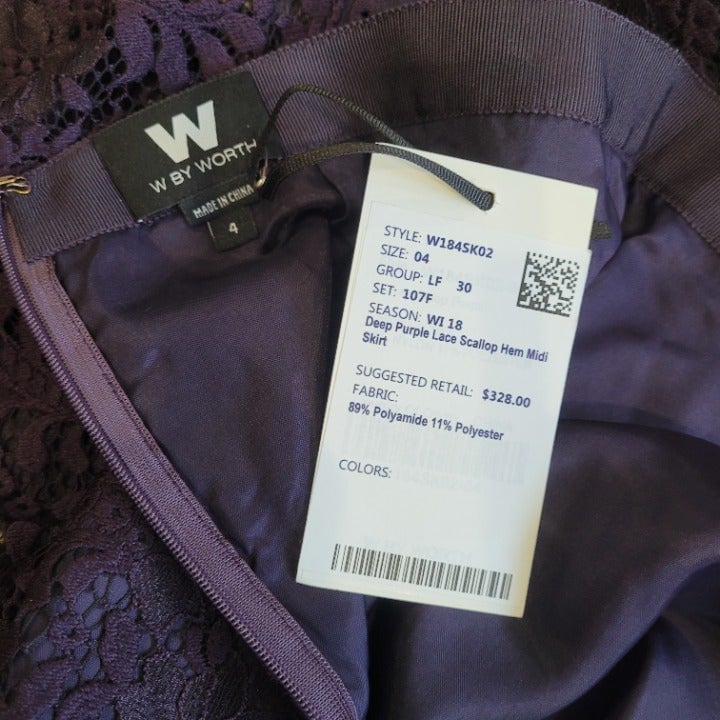 W
W BY WORTH
MADE IN CHINA
4
STYLE: W184SK02
SIZE: 04
GROUP: LF 30
SET: 107F
SEASON: WI 18
Deep Purple Lace Scallop Hem Midi
Skirt
SUGGESTED RETAIL: $328.00
FABRIC:
89% Polyamide 11% Polyester
COLORS: